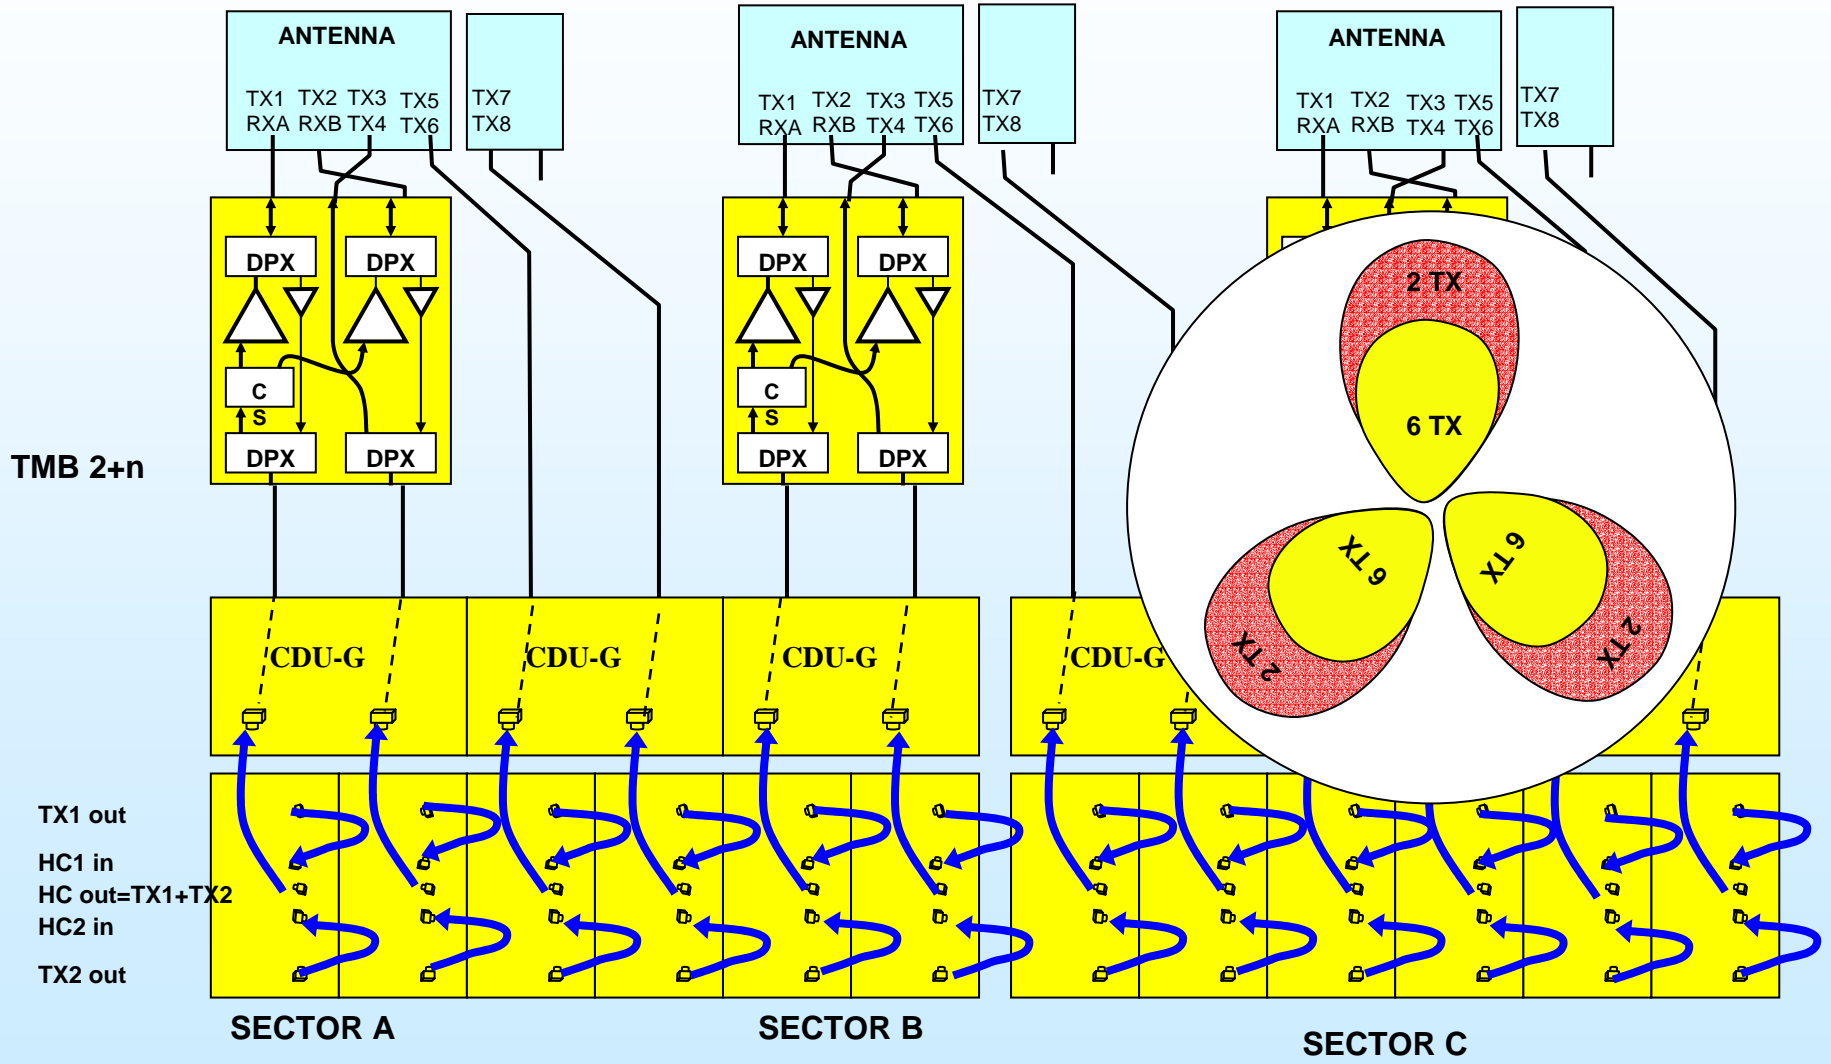 ANTENNA
TX1 TX2 TX3 TX5
RXA RXB TX4 TX6
TX7
TX8
ANTENNA
TX1 TX2 TX3 TX5
RXA RXB TX4 TX6
TX7
TX8
ANTENNA
TX1 TX2 TX3 TX5
RXA RXB TX4 TX6
TX7
TX8
DPX DPX
C
S
DPX DPX
DPX DPX
C
S
DPX DPX
2 TX
6 TX
6 TX
6 TX
2 TX
2 TX
TMB 2+n
CDU-G
CDU-G
CDU-G
CDU-G
TX1 out
HC1 in
HC out=TX1+TX2
HC2 in
TX2 out
SECTOR A
SECTOR B
SECTOR C